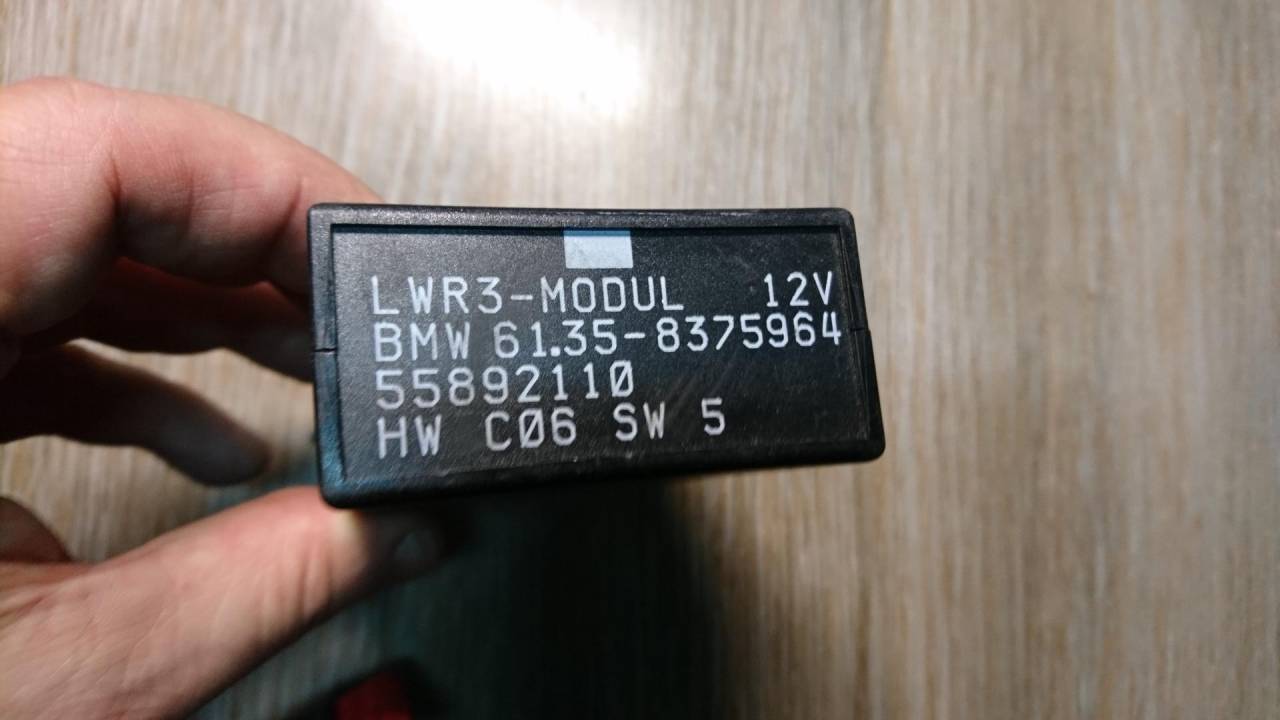 LWR3-MODUL 12V
BMW 61.35-8375964
55892110
HW C06 SW 5